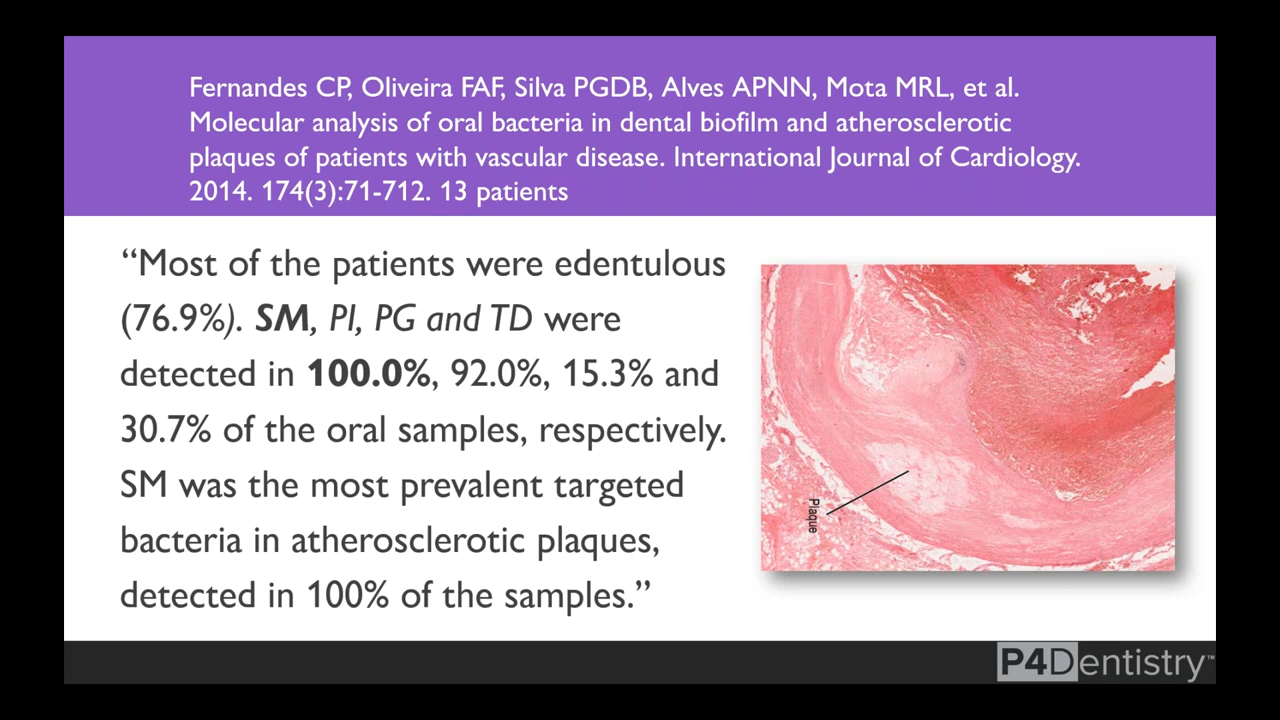 Fernandes CP, Oliveira FAF, Silva PGDB, Alves APNN, Mota MRL, et al.
Molecular analysis of oral bacteria in dental biofilm and atherosclerotic
plaques of patients with vascular disease. International Journal of Cardiology.
2014. 174(3):71-712. 13 patients
“Most of the patients were edentulous
(76.9%). SM, PI, PG and TD were
detected in 100.0%, 92.0%, 15.3% and
30.7% of the oral samples, respectively.
SM was the most prevalent targeted
bacteria in atherosclerotic plaques,
detected in 100% of the samples.”
Plaque
P4Dentistry™